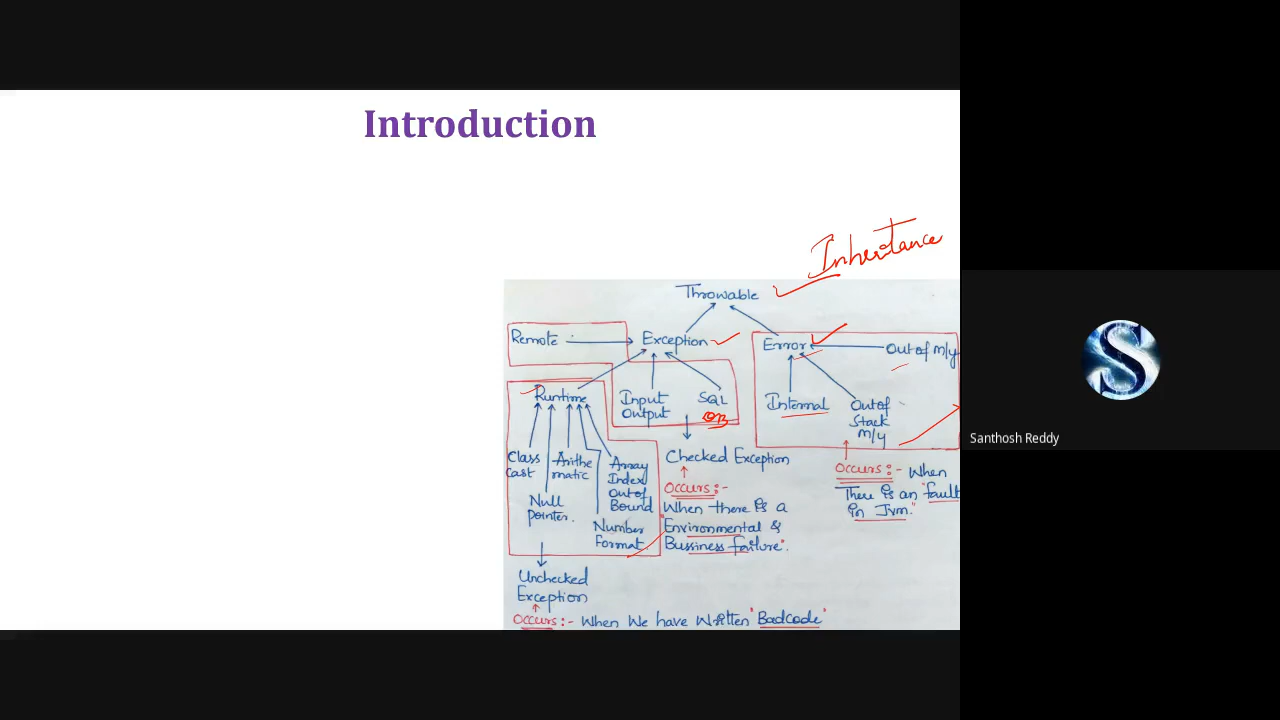 Introduction
Inheritance
Throwable
Remote
Exception
Error
Out of m/y
Runtime
Input
Output
SQL
Internal
Out of
Stack
m/y
Class
Cast
Arithe
matic
Array
Index
Out of
Bound
Null
Pointer.
Number
Format
Checked Exception
Occurs:-
When there is a
"Environmental &
Bussiness failure".
Occurs:- When
There is an "fault
in Jvm."
Unchecked
Exception
Occurs:- When We have Written "Badcode"
S
Santhosh Reddy